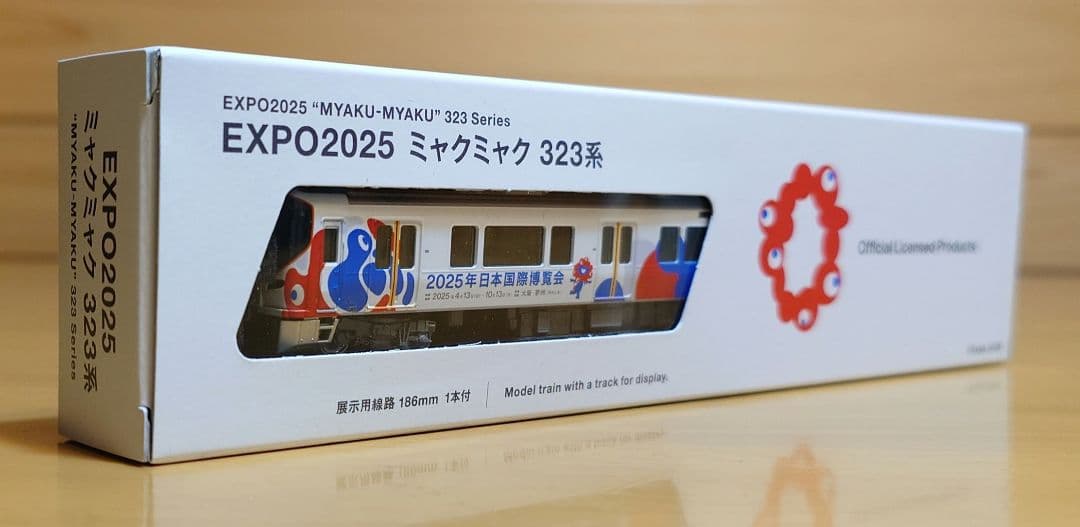 EXPO2025 "MYAKU-MYAKU" 323 Series
EXPO2025 ミャクミャク 323系
2025年日本国際博覧会
Official Licensed Products
展示用線路 186mm 1本付
Model train with a track for display.
EXPO2025
ミャクミャク 323系
"MYAKU-MYAKU" 323 Series